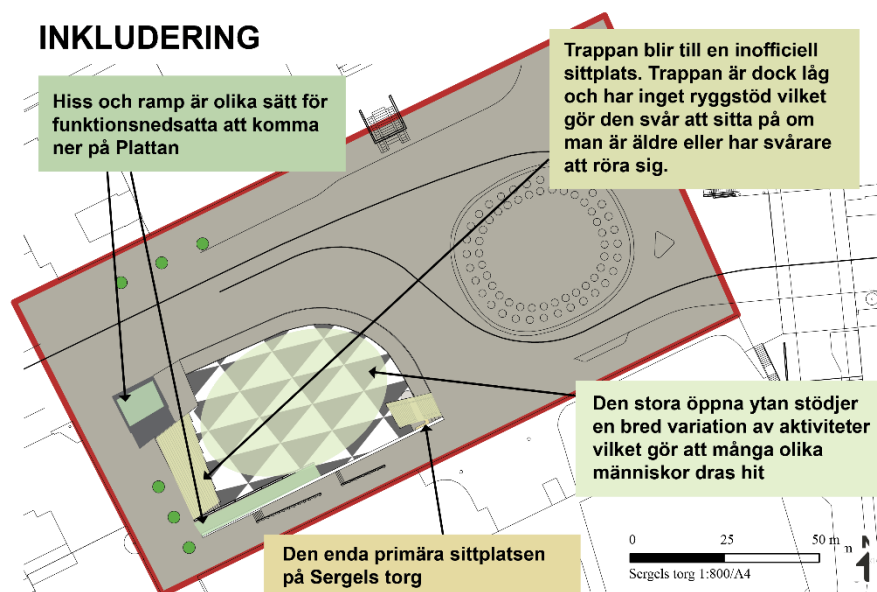 INKLUDERING
Hiss och ramp är olika sätt för
funktionsnedsatta att komma
ner på Plattan
Trappan blir till en inofficiell
sittplats. Trappan är dock låg
och har inget ryggstöd vilket
gör den svår att sitta på om
man är äldre eller har svårare
att röra sig.
Den stora öppna ytan stödjer
en bred variation av aktiviteter
vilket gör att många olika
människor dras hit
Den enda primära sittplatsen
på Sergels torg
0 25 50 m
m
N
Sergels torg 1:800/A4